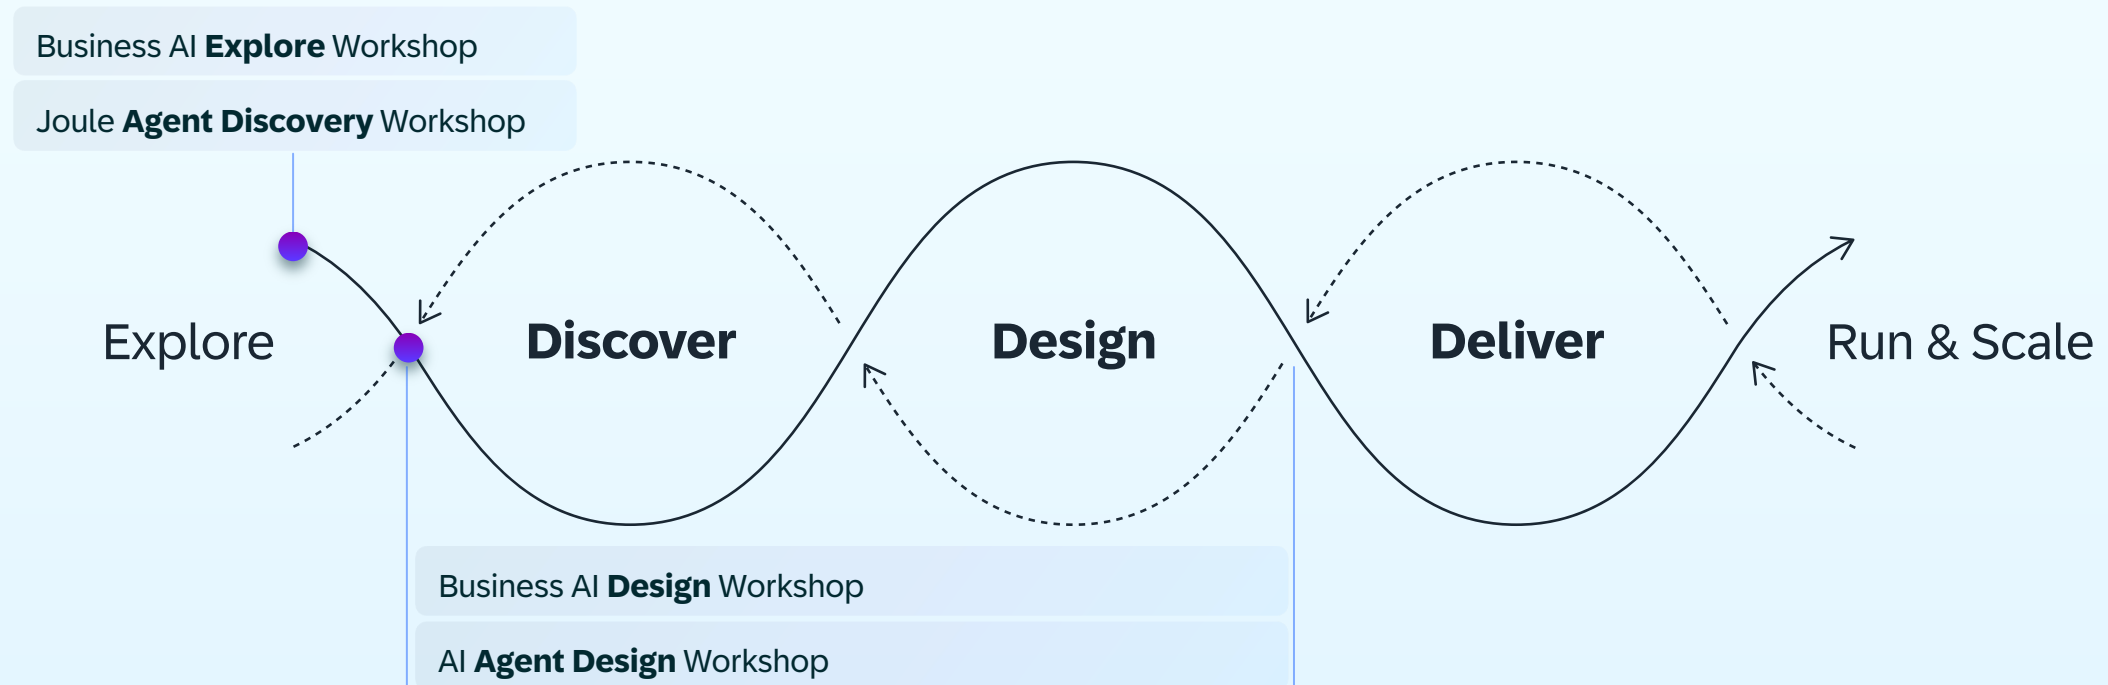 Business AI Explore Workshop
Joule Agent Discovery Workshop
Explore
Discover
Design
Deliver
Run & Scale
Business AI Design Workshop
AI Agent Design Workshop